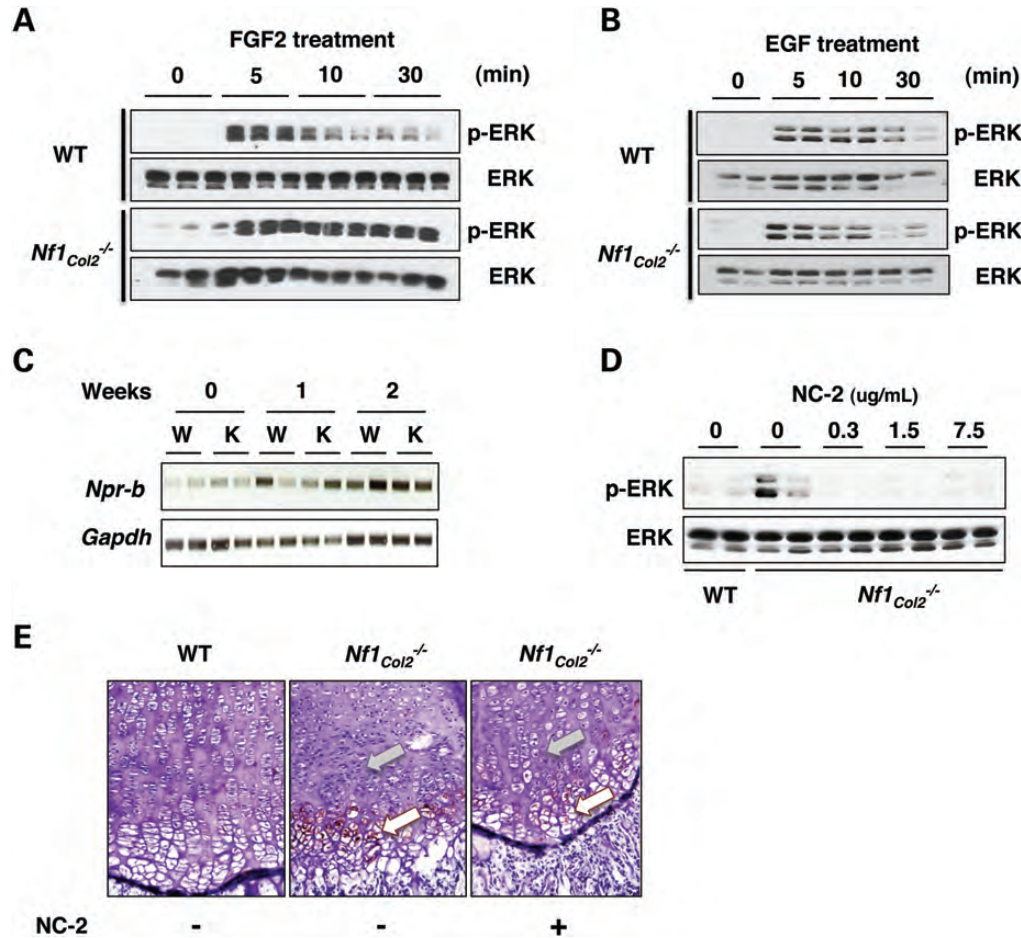 A
FGF2 treatment
0 5 10 30 (min)
WT
p-ERK
ERK
Nf1Col2-/-
p-ERK
ERK
B
EGF treatment
0 5 10 30 (min)
WT
p-ERK
ERK
Nf1Col2-/-
p-ERK
ERK
C
Weeks 0 1 2
W K W K W K
Npr-b
Gapdh
D
NC-2 (ug/mL)
0 0 0.3 1.5 7.5
p-ERK
ERK
WT Nf1Col2-/-
E
WT Nf1Col2-/- Nf1Col2-/-
NC-2 - - +